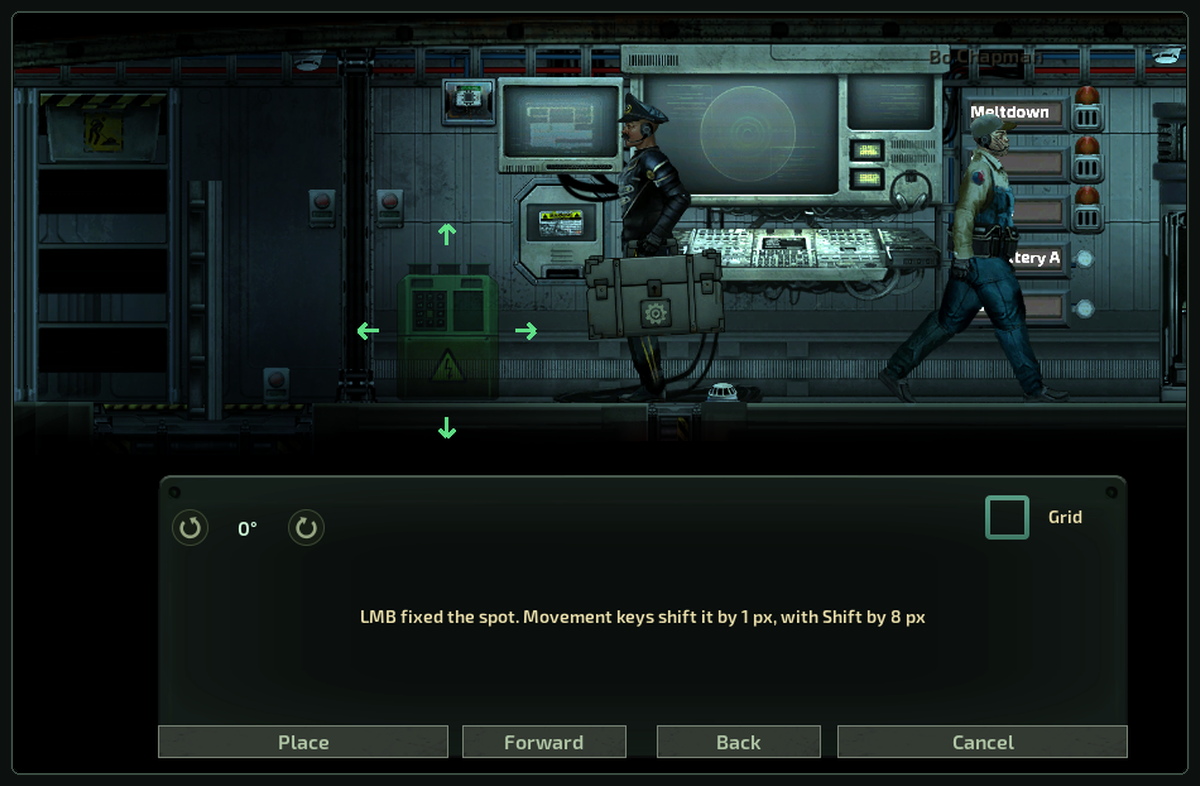 Bo Chapman
Meltdown
tery A
0°
Grid
LMB fixed the spot. Movement keys shift it by 1 px, with Shift by 8 px
Place
Forward
Back
Cancel